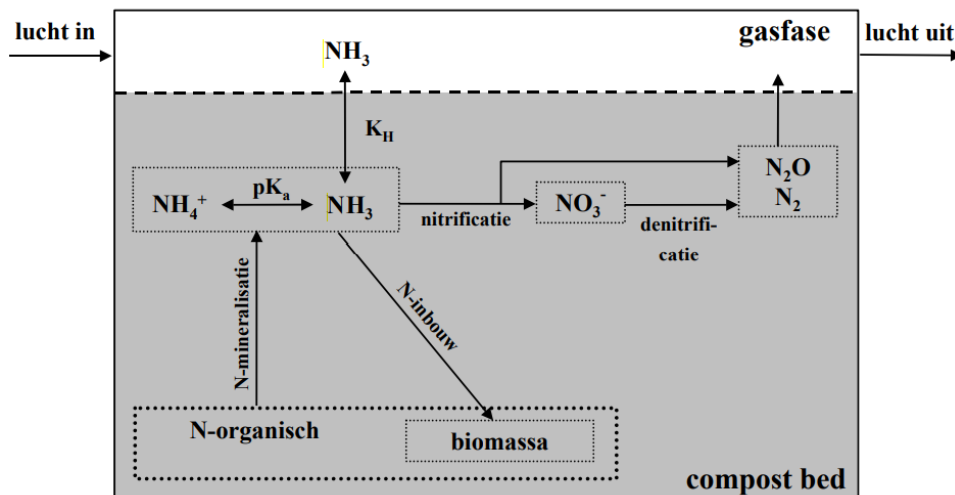 lucht in
gasfase
lucht uit
NH₃
K_H
NH₄⁺
pKₐ
NH₃
nitrificatie
NO₃⁻
denitrifi-
catie
N₂O
N₂
N-mineralisatie
N-inbouw
N-organisch
biomassa
compost bed